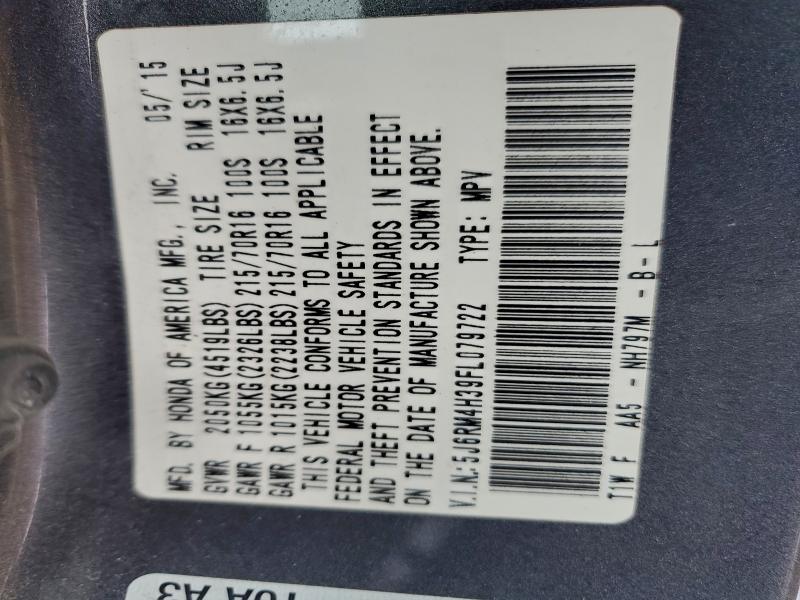 MFD. BY HONDA OF AMERICA MFG., INC. 05/'15
GVWR 2050KG(4519LBS) TIRE SIZE RIM SIZE
GAWR F 1055KG(2326LBS) 215/70R16 100S 16X6.5J
GAWR R 1015KG(2238LBS) 215/70R16 100S 16X6.5J
THIS VEHICLE CONFORMS TO ALL APPLICABLE
FEDERAL MOTOR VEHICLE SAFETY
AND THEFT PREVENTION STANDARDS IN EFFECT
ON THE DATE OF MANUFACTURE SHOWN ABOVE.
V.I.N.: 5J6RM4H39FL079722 TYPE: MPV
T1W F AA5 - NH797M - B - L